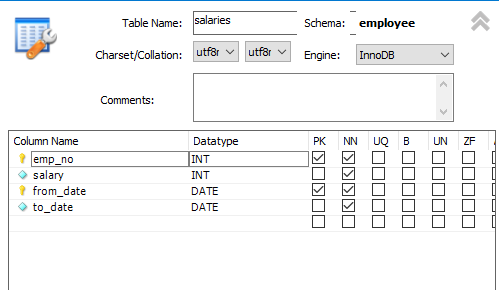 Table Name: salaries Schema: employee
Charset/Collation: utf8r utf8r Engine: InnoDB
Comments:
Column Name Datatype PK NN UQ B UN ZF
emp_no INT
salary INT
from_date DATE
to_date DATE